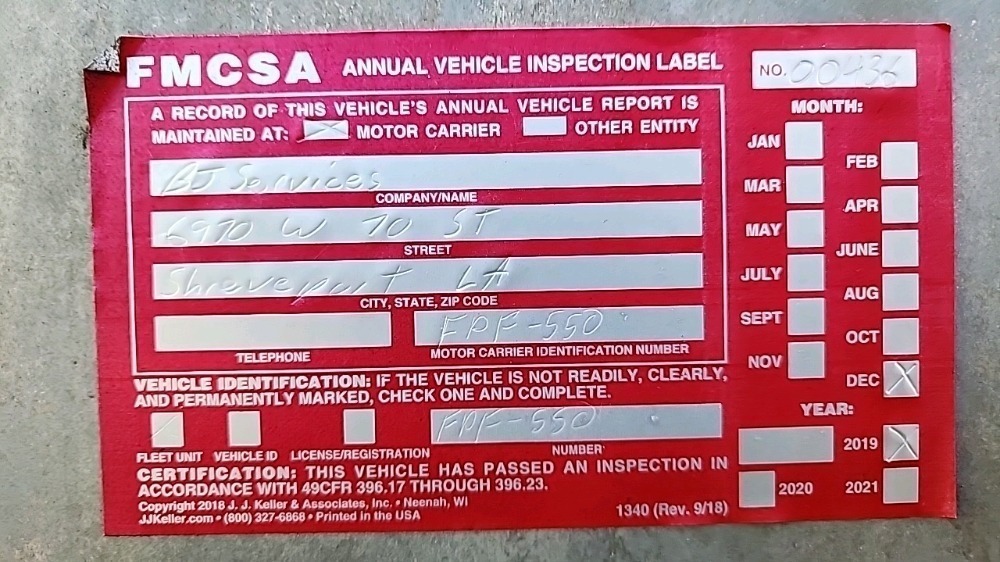 FMCSA ANNUAL VEHICLE INSPECTION LABEL
NO. 00436
A RECORD OF THIS VEHICLE'S ANNUAL VEHICLE REPORT IS
MAINTAINED AT: X MOTOR CARRIER OTHER ENTITY
BJ Services
COMPANY/NAME
6970 W 70 ST
STREET
Shreveport LA
CITY, STATE, ZIP CODE
FPF-550
TELEPHONE
MOTOR CARRIER IDENTIFICATION NUMBER
VEHICLE IDENTIFICATION: IF THE VEHICLE IS NOT READILY, CLEARLY,
AND PERMANENTLY MARKED, CHECK ONE AND COMPLETE.
FPF-550
FLEET UNIT VEHICLE ID LICENSE/REGISTRATION NUMBER
CERTIFICATION: THIS VEHICLE HAS PASSED AN INSPECTION IN
ACCORDANCE WITH 49CFR 396.17 THROUGH 396.23.
Copyright 2018 J. J. Keller & Associates, Inc. • Neenah, WI
JJKeller.com • (800) 327-6868 • Printed in the USA
1340 (Rev. 9/18)
MONTH:
JAN
FEB
MAR
APR
MAY
JUNE
JULY
AUG
SEPT
OCT
NOV
DEC X
YEAR:
2019 X
2020 2021